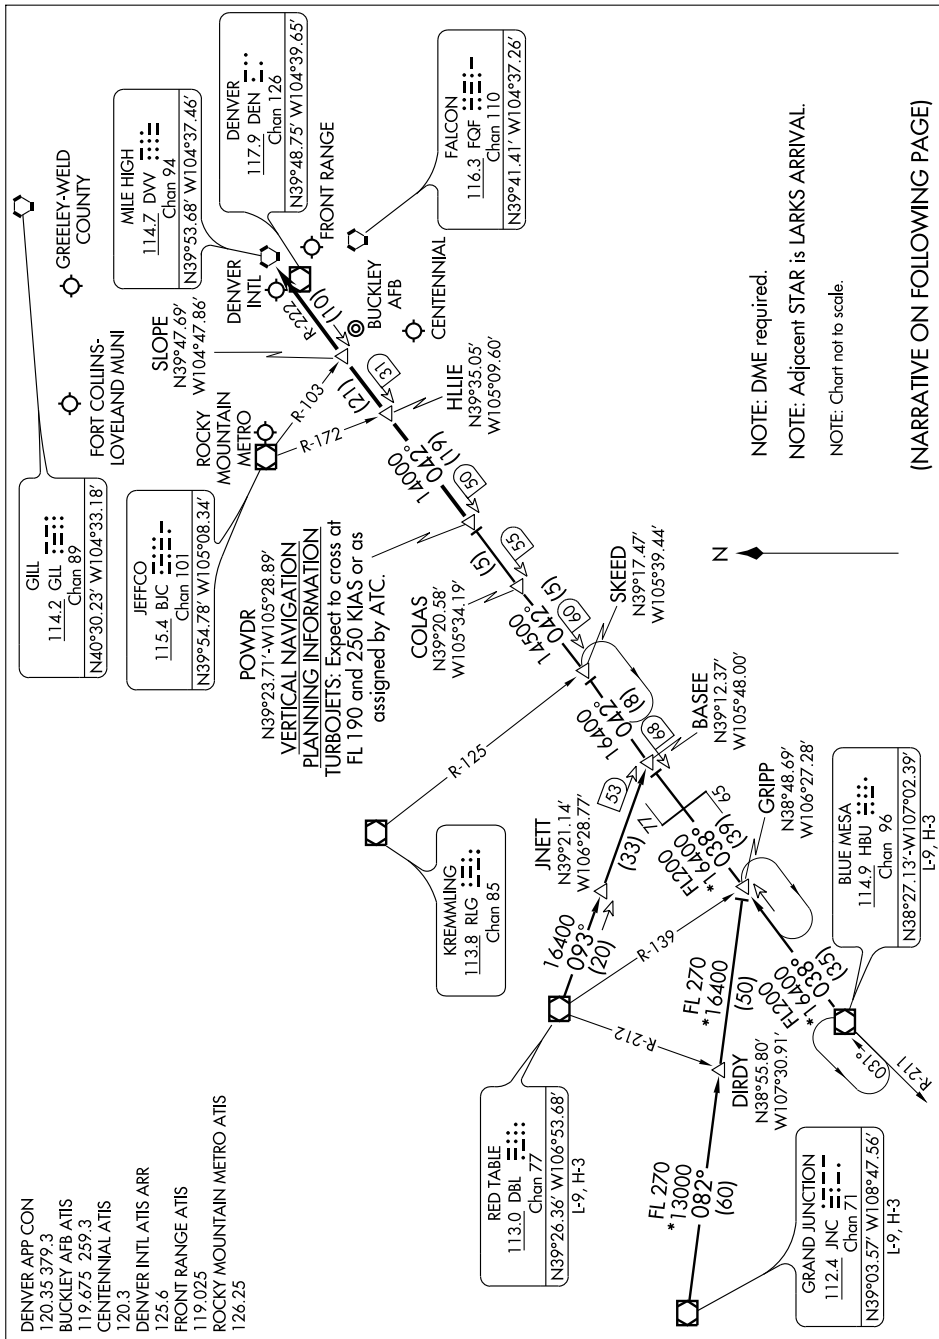 DENVER APP CON
120.35 379.3
BUCKLEY AFB ATIS
119.675 259.3
CENTENNIAL ATIS
120.3
DENVER INTL ATIS ARR
125.6
FRONT RANGE ATIS
119.025
ROCKY MOUNTAIN METRO ATIS
126.25
GILL
114.2 GLL
Chan 89
N40°30.23' W104°33.18'
GREELEY-WELD
COUNTY
FORT COLLINS-
LOVELAND MUNI
MILE HIGH
114.7 DVV
Chan 94
N39°53.68' W104°37.46'
DENVER
117.9 DEN
Chan 126
N39°48.75' W104°39.65'
FALCON
116.3 FQF
Chan 110
N39°41.41' W104°37.26'
JEFFCO
115.4 BJC
Chan 101
N39°54.78' W105°08.34'
ROCKY
MOUNTAIN
METRO
DENVER
INTL
FRONT RANGE
BUCKLEY
AFB
CENTENNIAL
SLOPE
N39°47.69'
W104°47.86'
R-222
(10)
R-103
R-172
(21)
31
HLLIE
N39°35.05'
W105°09.60'
14000
042°
(19)
50
POWDR
N39°23.71'-W105°28.89'
VERTICAL NAVIGATION
PLANNING INFORMATION
TURBOJETS: Expect to cross at
FL 190 and 250 KIAS or as
assigned by ATC.
(5)
55
COLAS
N39°20.58'
W105°34.19'
14500
042°
(5)
60
SKEED
N39°17.47'
W105°39.44'
R-125
16400
042°
(8)
68
BASEE
N39°12.37'
W105°48.00'
KREMMLING
113.8 RLG
Chan 85
JNETT
N39°21.14'
W106°28.77'
(33)
53
77
65
16400
093°
(20)
FL200
*16400
038°
(39)
GRIPP
N38°48.69'
W106°27.28'
R-139
R-212
RED TABLE
113.0 DBL
Chan 77
N39°26.36' W106°53.68'
L-9, H-3
FL 270
*16400
(50)
DIRDY
N38°55.80'
W107°30.91'
FL200
*16400
038°
(35)
BLUE MESA
114.9 HBU
Chan 96
N38°27.13'-W107°02.39'
L-9, H-3
031°
R-211
FL 270
*13000
082°
(60)
GRAND JUNCTION
112.4 JNC
Chan 71
N39°03.57' W108°47.56'
L-9, H-3
N
NOTE: DME required.
NOTE: Adjacent STAR is LARKS ARRIVAL.
NOTE: Chart not to scale.
(NARRATIVE ON FOLLOWING PAGE)